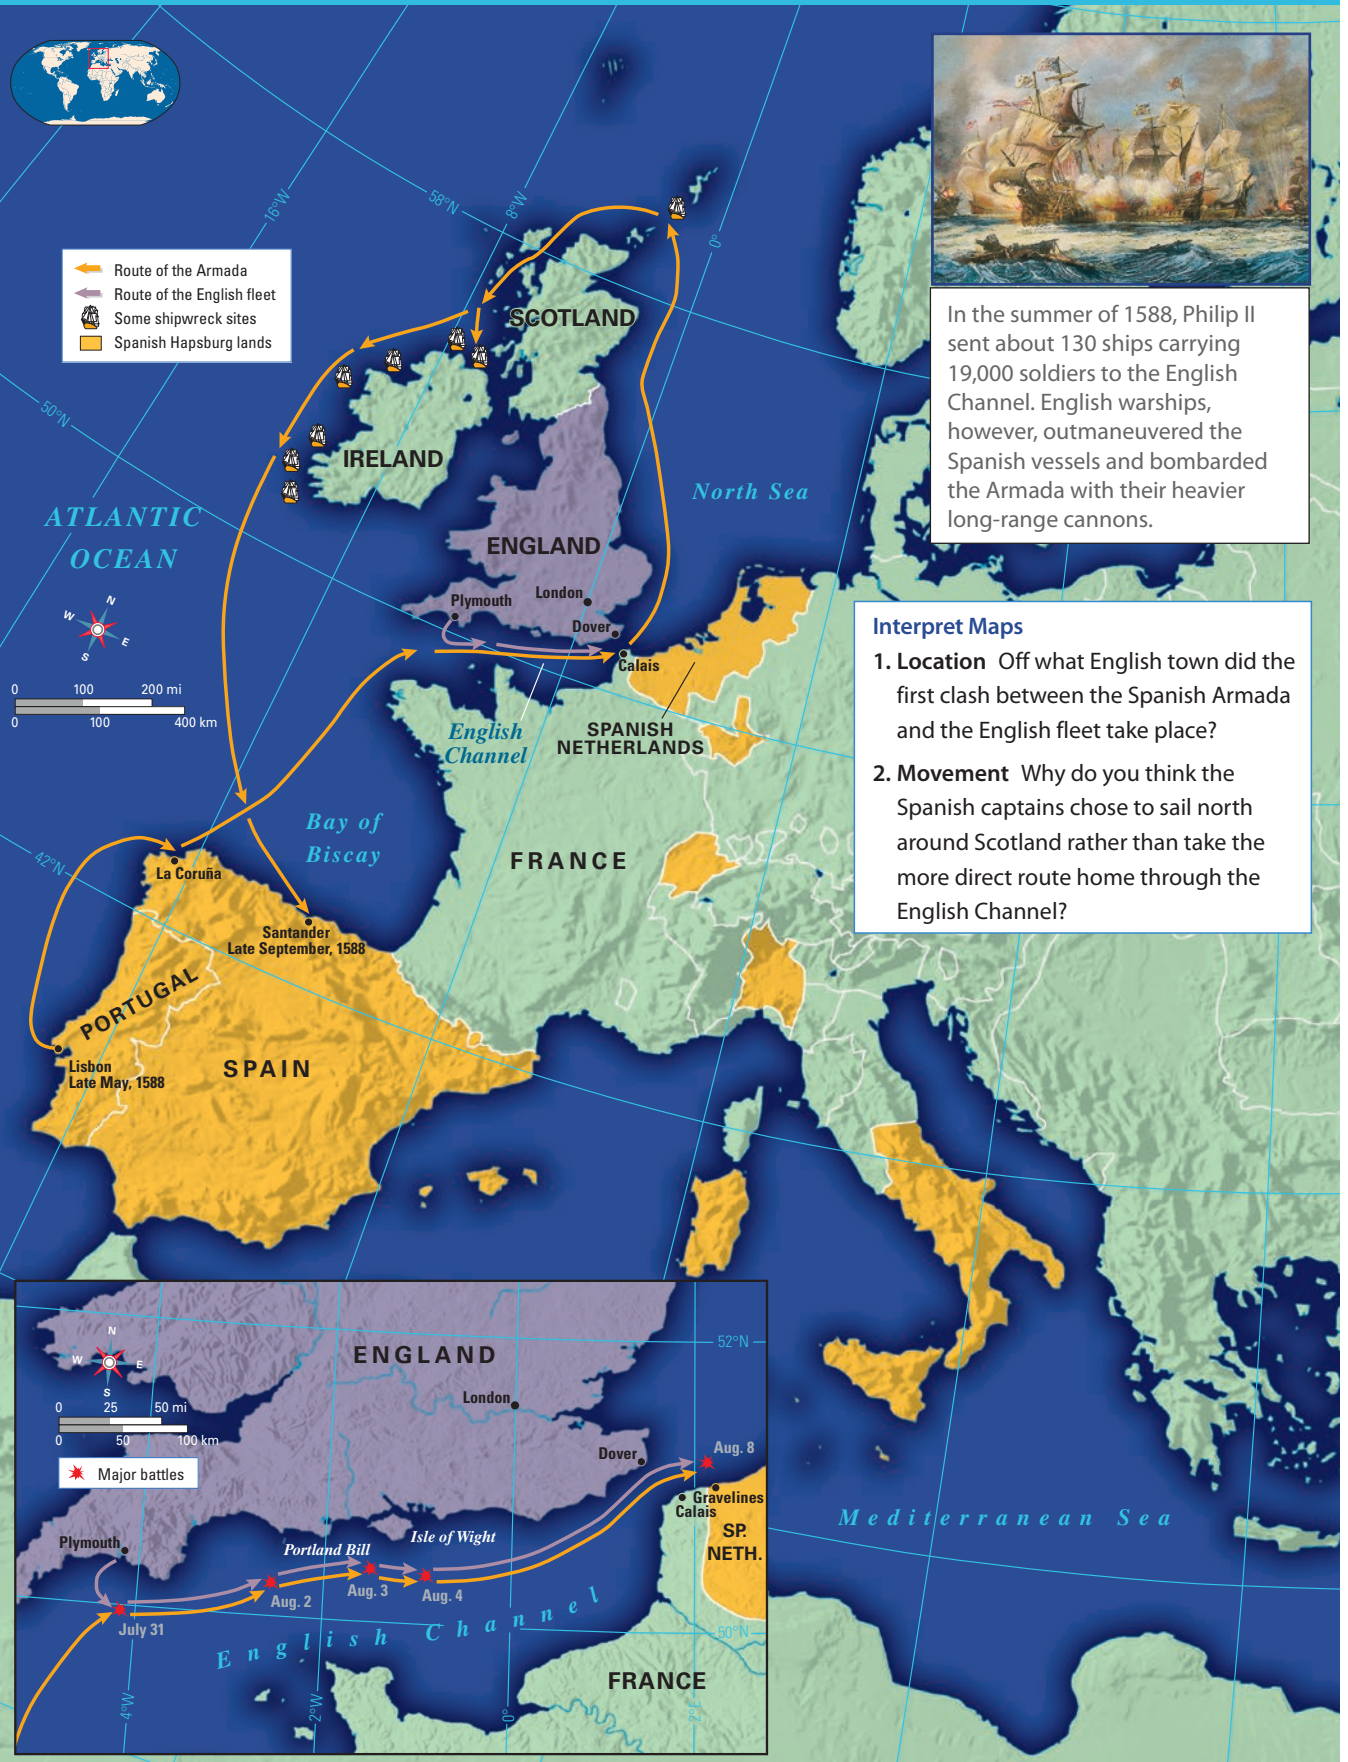 16°W
58°N
8°W
0°
Route of the Armada
Route of the English fleet
Some shipwreck sites
Spanish Hapsburg lands
SCOTLAND
In the summer of 1588, Philip II
sent about 130 ships carrying
19,000 soldiers to the English
Channel. English warships,
however, outmaneuvered the
Spanish vessels and bombarded
the Armada with their heavier
long-range cannons.
50°N
IRELAND
North Sea
ATLANTIC
OCEAN
ENGLAND
London
Plymouth
Dover
Calais
N
W
E
S
0 100 200 mi
0 100 400 km
English
Channel
SPANISH
NETHERLANDS
Interpret Maps
1. Location Off what English town did the
first clash between the Spanish Armada
and the English fleet take place?
2. Movement Why do you think the
Spanish captains chose to sail north
around Scotland rather than take the
more direct route home through the
English Channel?
Bay of
Biscay
FRANCE
42°N
La Coruña
Santander
Late September, 1588
PORTUGAL
SPAIN
Lisbon
Late May, 1588
Mediterranean Sea
N
W
E
S
0 25 50 mi
0 50 100 km
Major battles
ENGLAND
52°N
London
Dover
Aug. 8
Gravelines
Calais
SP.
NETH.
Plymouth
Portland Bill
Isle of Wight
Aug. 2
Aug. 3
Aug. 4
July 31
English Channel
50°N
FRANCE
4°W
2°W
0°
2°E